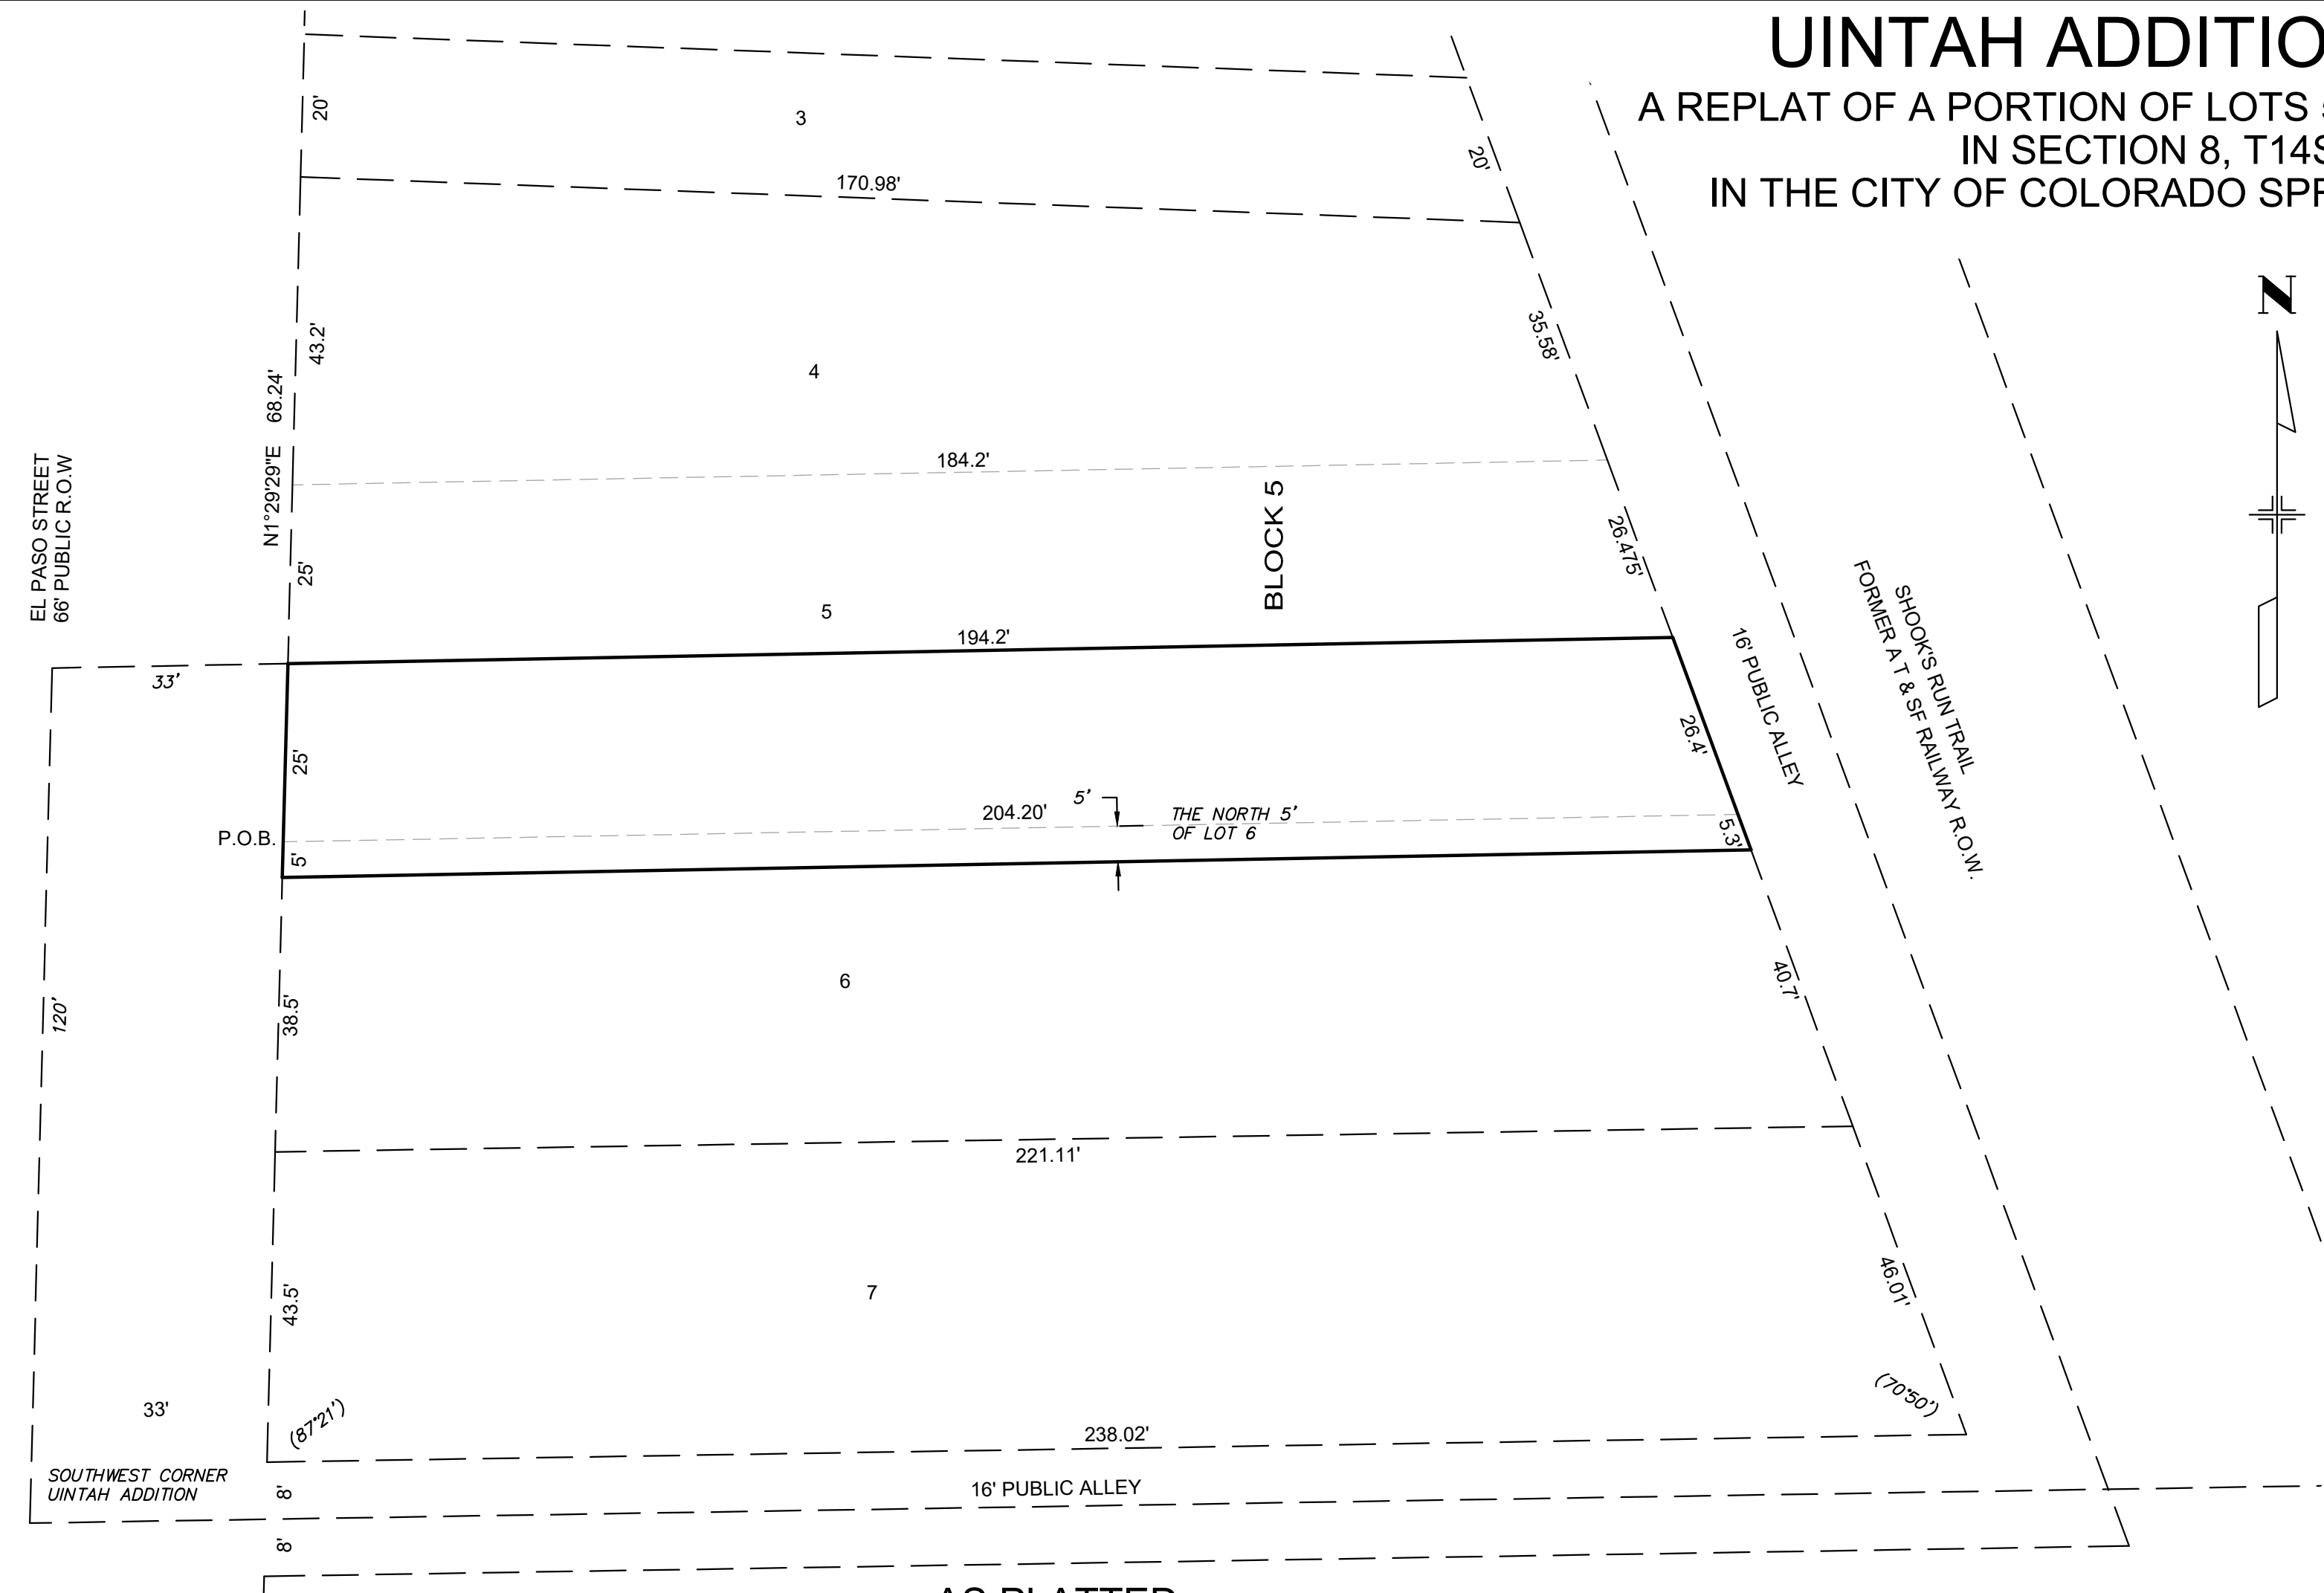 UINTAH ADDITIO
A REPLAT OF A PORTION OF LOTS
IN SECTION 8, T14S
IN THE CITY OF COLORADO SPR
N
20'
3
20'
170.98'
43.2'
35.58'
4
N1°29'29"E 68.24'
184.2'
BLOCK 5
EL PASO STREET
66' PUBLIC R.O.W
25'
26.475'
5
194.2'
33'
16' PUBLIC ALLEY
SHOOK'S RUN TRAIL
FORMER A T & SF RAILWAY R.O.W.
25'
26.4'
204.20'
5'
THE NORTH 5'
OF LOT 6
P.O.B.
5'
5.3'
120'
38.5'
6
40.7'
221.11'
43.5'
7
46.01'
33'
(87°21')
(70°50')
238.02'
SOUTHWEST CORNER
UINTAH ADDITION
8'
16' PUBLIC ALLEY
8'
AS PLATTED